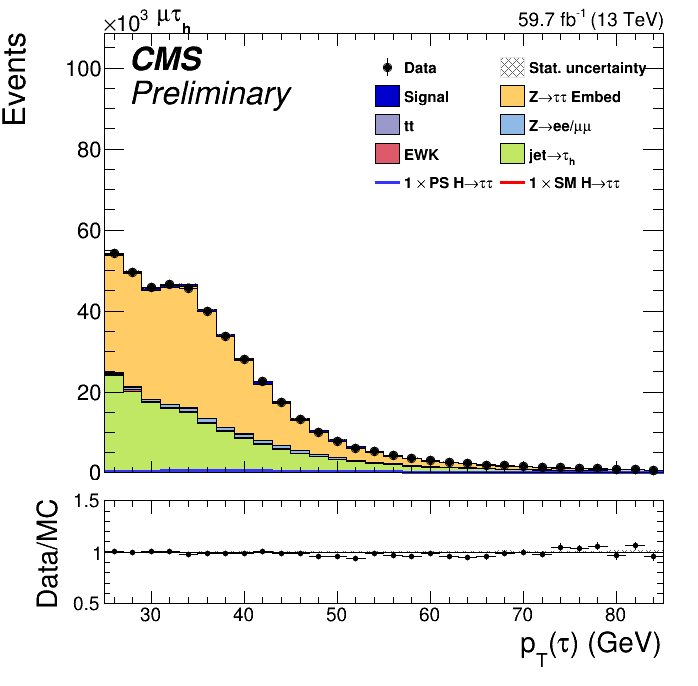 ×10³ μτₕ
59.7 fb⁻¹ (13 TeV)
CMS
Preliminary
Events
100
80
60
40
20
0
Data
Stat. uncertainty
Signal
Z→ττ Embed
tt
Z→ee/μμ
EWK
jet→τₕ
1 × PS H→ττ
1 × SM H→ττ
Data/MC
1.5
1
0.5
30 40 50 60 70 80
p_T(τ) (GeV)